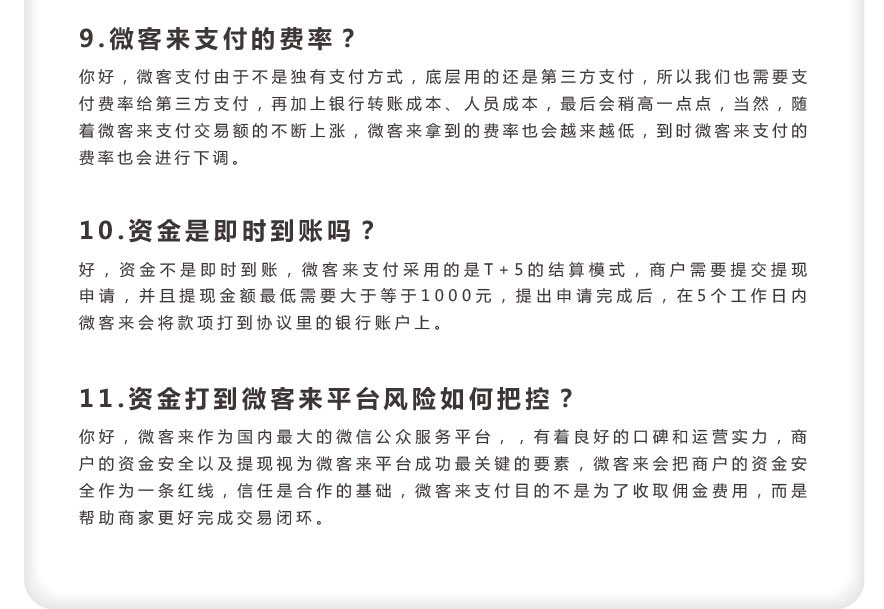 9.微客来支付的费率？
你好，微客支付由于不是独有支付方式，底层用的还是第三方支付，所以我们也需要支
付费率给第三方支付，再加上银行转账成本、人员成本，最后会稍高一点点，当然，随
着微客来支付交易额的不断上涨，微客来拿到的费率也会越来越低，到时微客来支付的
费率也会进行下调。
10.资金是即时到账吗？
好，资金不是即时到账，微客来支付采用的是T+5的结算模式，商户需要提交提现
申请，并且提现金额最低需要大于等于1000元，提出申请完成后，在5个工作日内
微客来会将款项打到协议里的银行账户上。
11.资金打到微客来平台风险如何把控？
你好，微客来作为国内最大的微信公众服务平台，，有着良好的口碑和运营实力，商
户的资金安全以及提现视为微客来平台成功最关键的要素，微客来会把商户的资金安
全作为一条红线，信任是合作的基础，微客来支付目的不是为了收取佣金费用，而是
帮助商家更好完成交易闭环。